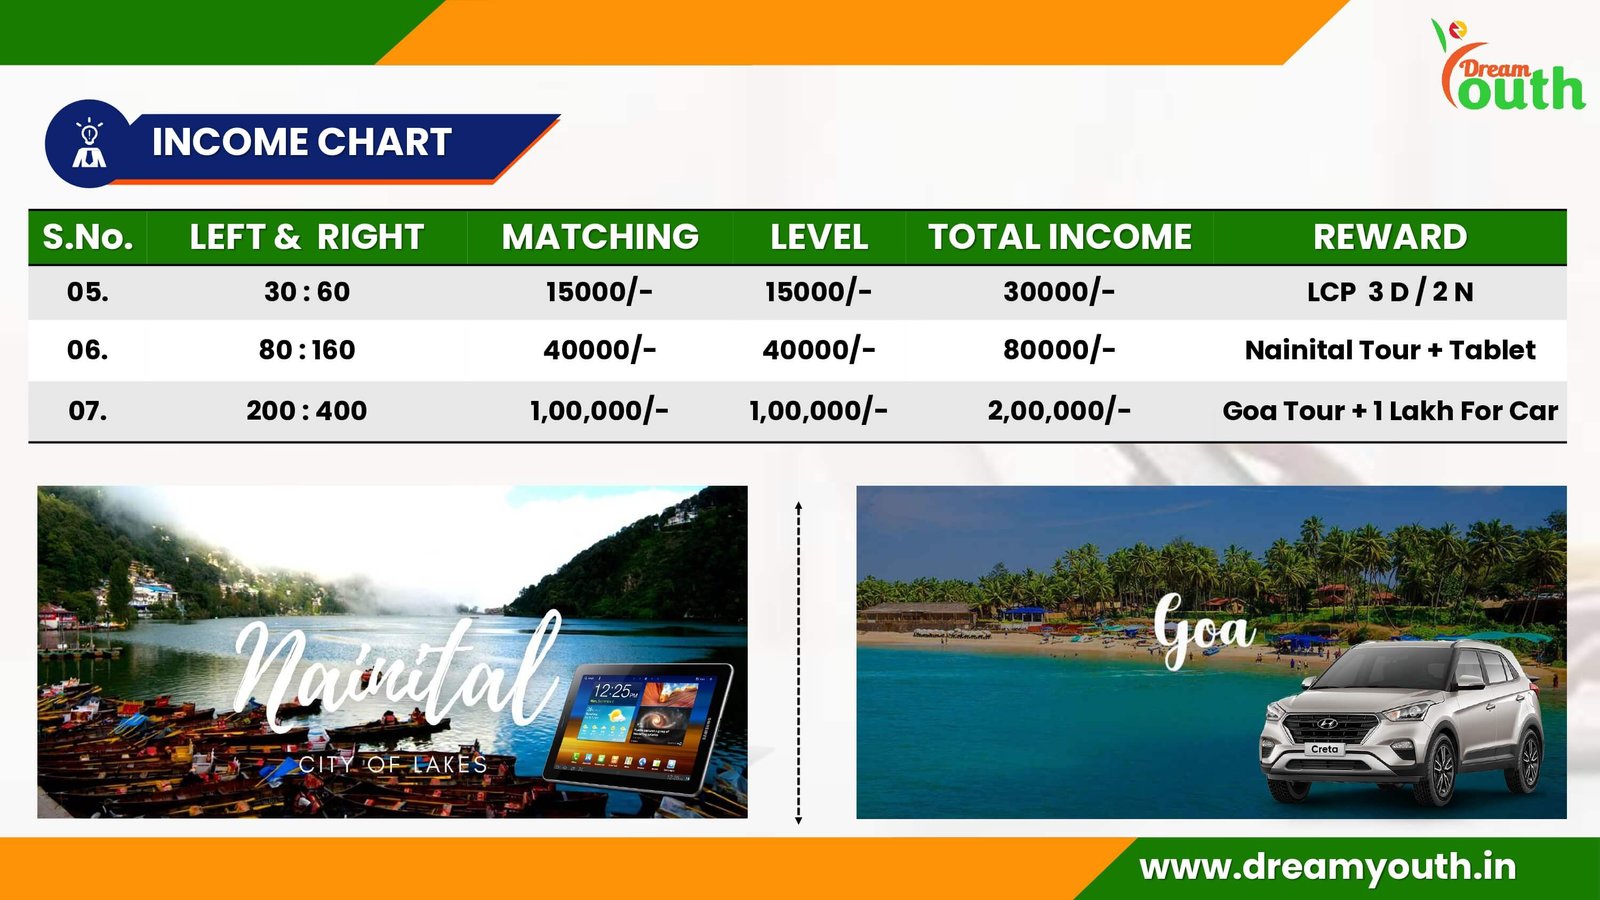 Dream
outh
INCOME CHART
S.No. LEFT & RIGHT MATCHING LEVEL TOTAL INCOME REWARD
05. 30 : 60 15000/- 15000/- 30000/- LCP 3 D / 2 N
06. 80 : 160 40000/- 40000/- 80000/- Nainital Tour + Tablet
07. 200 : 400 1,00,000/- 1,00,000/- 2,00,000/- Goa Tour + 1 Lakh For Car
Nainital
CITY OF LAKES
12:25
SAMSUNG
Goa
Creta
www.dreamyouth.in